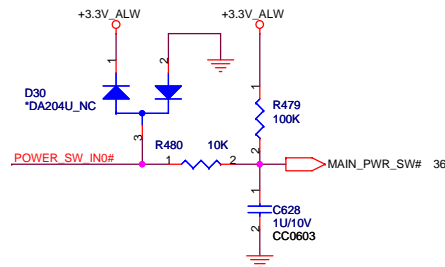 +3.3V_ALW
+3.3V_ALW
1
2
D30
*DA204U_NC
1
R479
100K
3
2
POWER_SW_IN0#
R480
10K
1
2
MAIN_PWR_SW#
36
1
C628
1U/10V
CC0603
2